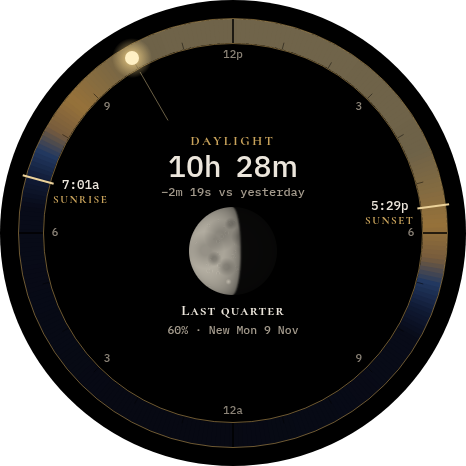 12p
9
3
DAYLIGHT
10h 28m
−2m 19s vs yesterday
7:01a
SUNRISE
5:29p
SUNSET
6
6
LAST QUARTER
60% · New Mon 9 Nov
3
9
12a